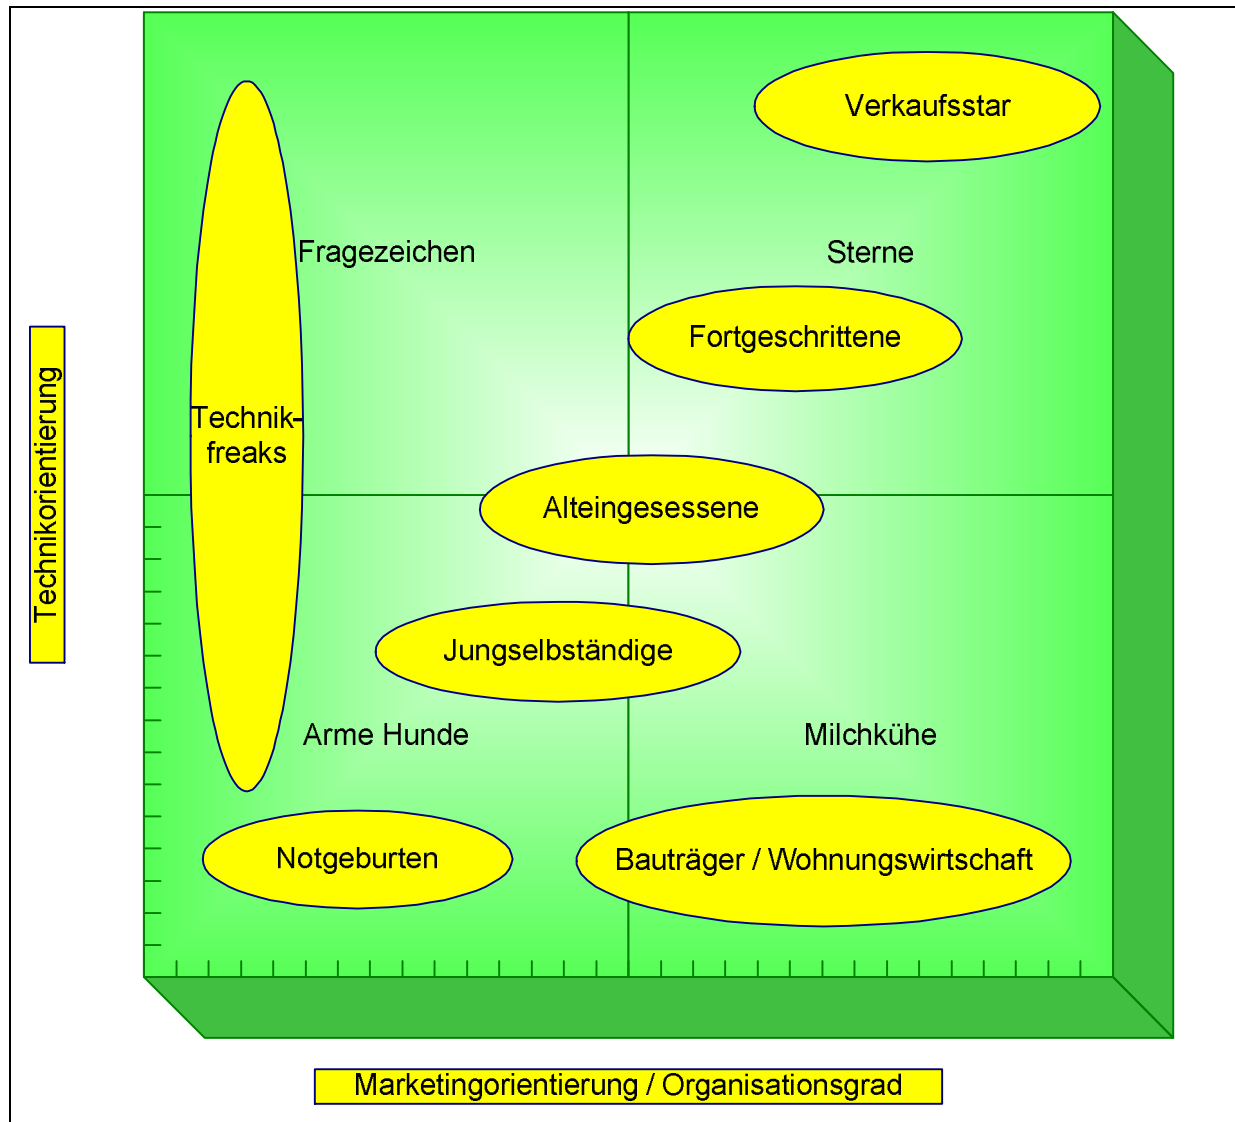 Verkaufsstar
Fragezeichen
Sterne
Fortgeschrittene
Technikorientierung
Technik-
freaks
Alteingesessene
Jungselbständige
Arme Hunde
Milchkühe
Notgeburten
Bauträger / Wohnungswirtschaft
Marketingorientierung / Organisationsgrad